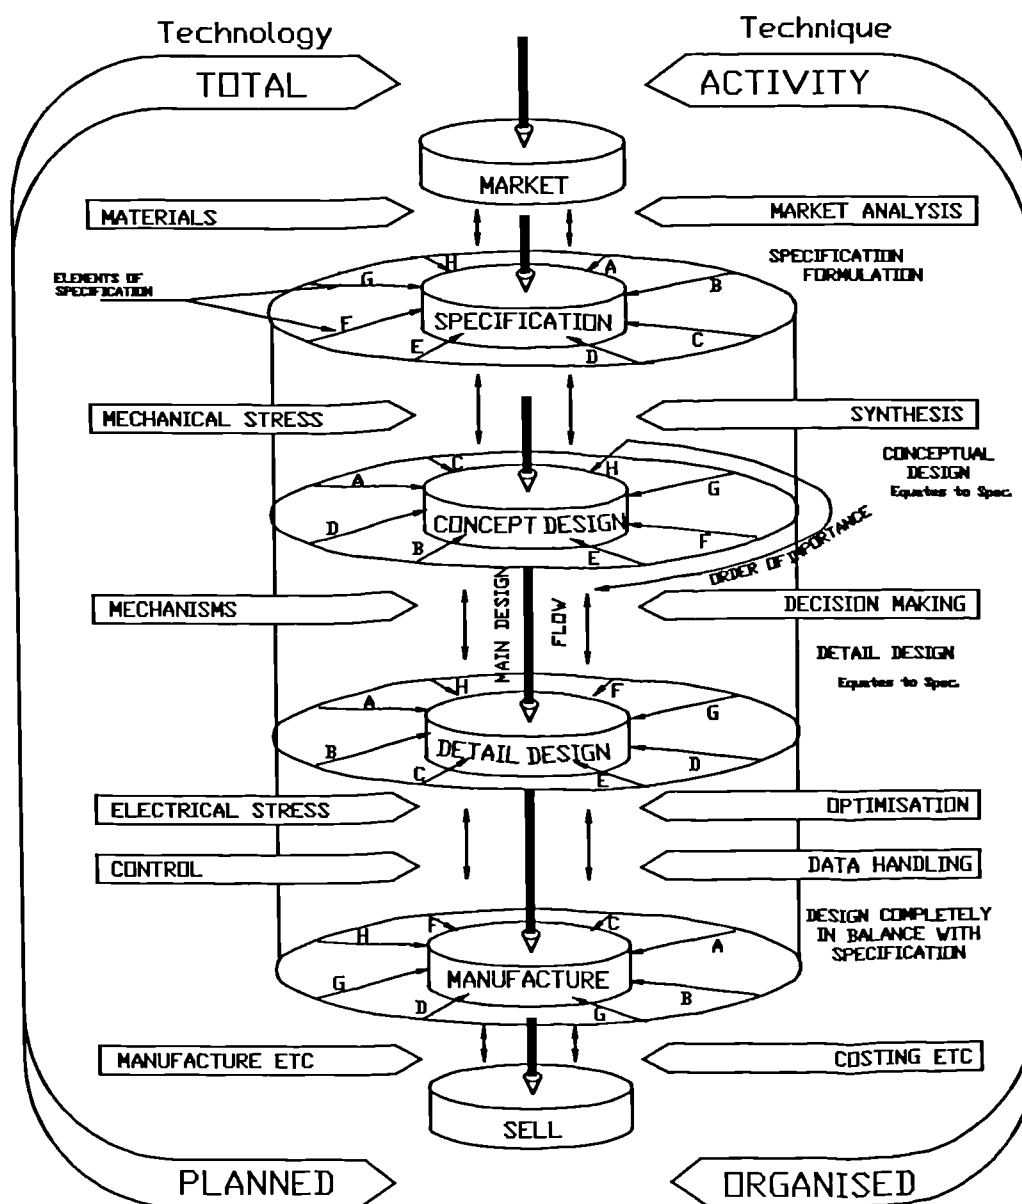 Technology
Technique
TOTAL
ACTIVITY
MARKET
MATERIALS
MARKET ANALYSIS
SPECIFICATION
FORMULATION
ELEMENTS OF
SPECIFICATION
H
A
G
B
F
SPECIFICATION
C
E
D
MECHANICAL STRESS
SYNTHESIS
CONCEPTUAL
DESIGN
Equates to Spec.
C
H
A
G
D
CONCEPT DESIGN
F
B
E
ORDER OF IMPORTANCE
MAIN DESIGN
FLOW
MECHANISMS
DECISION MAKING
DETAIL DESIGN
Equates to Spec.
H
F
A
G
B
DETAIL DESIGN
D
C
E
ELECTRICAL STRESS
OPTIMISATION
CONTROL
DATA HANDLING
DESIGN COMPLETELY
IN BALANCE WITH
SPECIFICATION
F
C
H
A
G
MANUFACTURE
B
D
G
MANUFACTURE ETC
COSTING ETC
SELL
PLANNED
ORGANISED